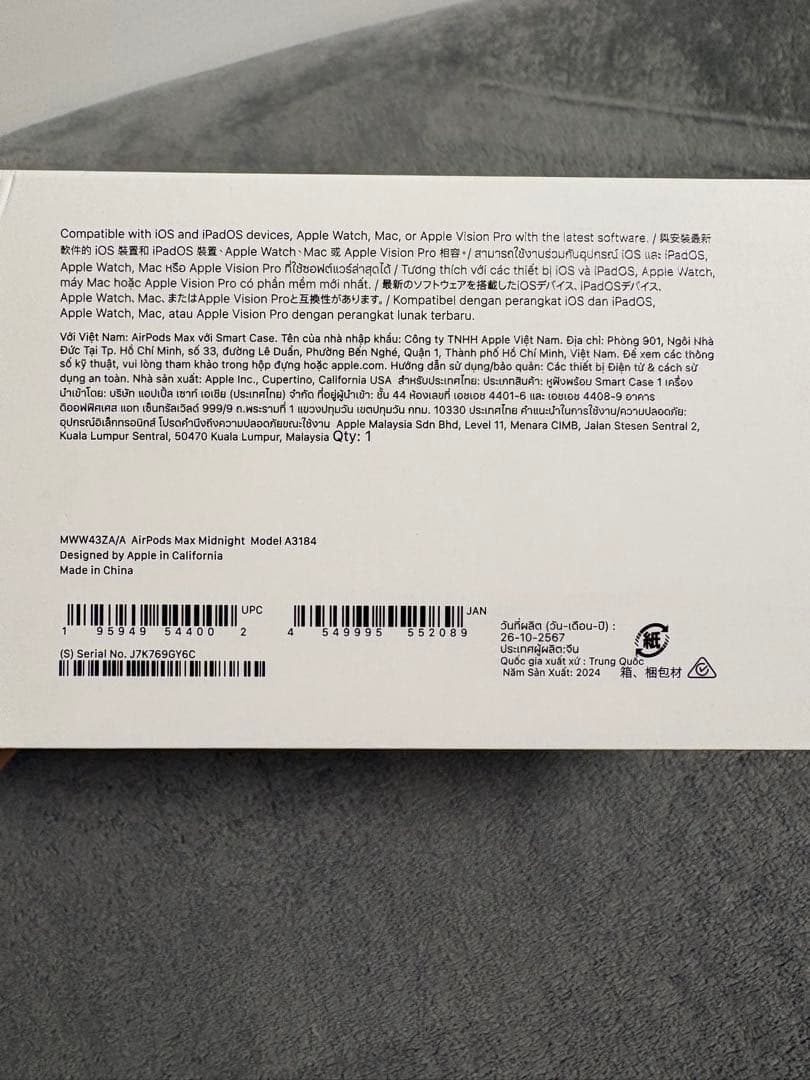 Compatible with iOS and iPadOS devices, Apple Watch, Mac, or Apple Vision Pro with the latest software. / 與安裝最新
軟件的 iOS 裝置和 iPadOS 裝置、Apple Watch、Mac 或 Apple Vision Pro 相容。/ สามารถใช้งานร่วมกับอุปกรณ์ iOS และ iPadOS,
Apple Watch, Mac หรือ Apple Vision Pro ที่ใช้ซอฟต์แวร์ล่าสุดได้ / Tương thích với các thiết bị iOS và iPadOS, Apple Watch,
máy Mac hoặc Apple Vision Pro có phần mềm mới nhất. / 最新のソフトウェアを搭載したiOSデバイス、iPadOSデバイス、
Apple Watch、Mac、またはApple Vision Proと互換性があります。/ Kompatibel dengan perangkat iOS dan iPadOS,
Apple Watch, Mac, atau Apple Vision Pro dengan perangkat lunak terbaru.
Với Việt Nam: AirPods Max với Smart Case. Tên của nhà nhập khẩu: Công ty TNHH Apple Việt Nam. Địa chỉ: Phòng 901, Ngôi Nhà
Đức Tại Tp. Hồ Chí Minh, số 33, đường Lê Duẩn, Phường Bến Nghé, Quận 1, Thành phố Hồ Chí Minh, Việt Nam. Để xem các thông
số kỹ thuật, vui lòng tham khảo trong hộp đựng hoặc apple.com. Hướng dẫn sử dụng/bảo quản: Các thiết bị Điện tử & cách sử
dụng an toàn. Nhà sản xuất: Apple Inc., Cupertino, California USA สำหรับประเทศไทย: ประเภทสินค้า: หูฟังพร้อม Smart Case 1 เครื่อง
นำเข้าโดย: บริษัท แอปเปิ้ล เซาท์ เอเชีย (ประเทศไทย) จำกัด ที่อยู่ผู้นำเข้า: ชั้น 44 ห้องเลขที่ เอชเอช 4401-6 และ เอชเอช 4408-9 อาคาร
ดิออฟฟิศเศส แอท เซ็นทรัลเวิลด์ 999/9 ถ.พระรามที่ 1 แขวงปทุมวัน เขตปทุมวัน กทม. 10330 ประเทศไทย คำแนะนำในการใช้งาน/ความปลอดภัย:
อุปกรณ์อิเล็กทรอนิกส์ โปรดคำนึงถึงความปลอดภัยขณะใช้งาน Apple Malaysia Sdn Bhd, Level 11, Menara CIMB, Jalan Stesen Sentral 2,
Kuala Lumpur Sentral, 50470 Kuala Lumpur, Malaysia Qty: 1
MWW43ZA/A AirPods Max Midnight Model A3184
Designed by Apple in California
Made in China
UPC
1 95949 54400 2
JAN
4 549995 552089
(S) Serial No. J7K769GY6C
วันที่ผลิต (วัน-เดือน-ปี) :
26-10-2567
ประเทศผู้ผลิต:จีน
Quốc gia xuất xứ : Trung Quốc
Năm Sản Xuất: 2024
紙
箱、梱包材